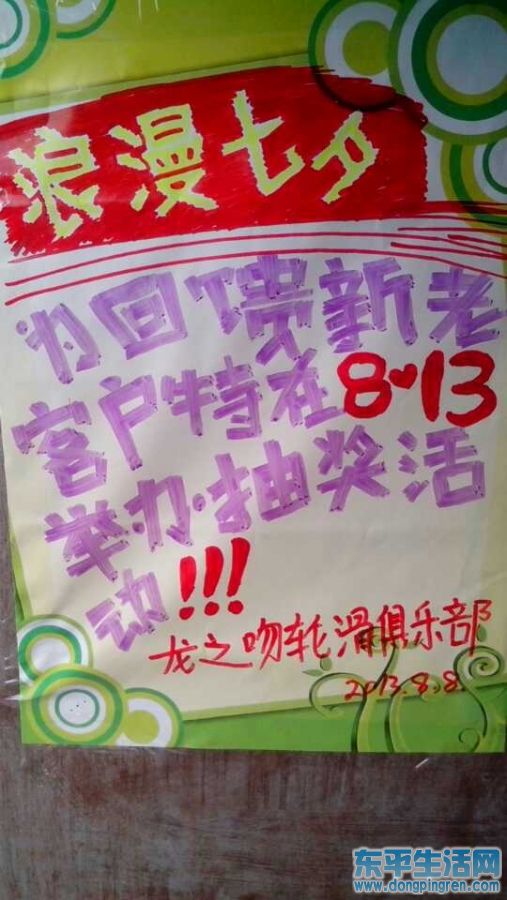 浪漫七夕
为回馈新老
客户特在8·13
举办抽奖活
动!!!
龙之吻轮滑俱乐部
2013.8.8.
东平生活网
www.dongpingren.com